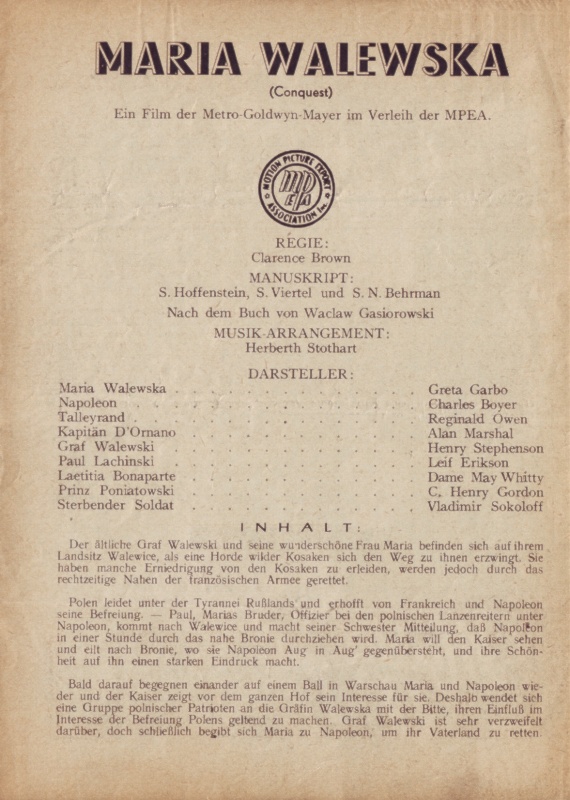 MARIA WALEWSKA
(Conquest)
Ein Film der Metro-Goldwyn-Mayer im Verleih der MPEA.
MOTION PICTURE EXPORT
MPEA
ASSOCIATION Inc.
REGIE:
Clarence Brown
MANUSKRIPT:
S. Hoffenstein, S. Viertel und S. N. Behrman
Nach dem Buch von Waclaw Gasiorowski
MUSIK-ARRANGEMENT:
Herberth Stothart
DARSTELLER:
Maria Walewska . . . . . . . . . . . . Greta Garbo
Napoleon . . . . . . . . . . . . Charles Boyer
Talleyrand . . . . . . . . . . . . Reginald Owen
Kapitän D'Ornano . . . . . . . . . . . . Alan Marshal
Graf Walewski . . . . . . . . . . . . Henry Stephenson
Paul Lachinski . . . . . . . . . . . . Leif Erikson
Laetitia Bonaparte . . . . . . . . . . . . Dame May Whitty
Prinz Poniatowski . . . . . . . . . . . . C. Henry Gordon
Sterbender Soldat . . . . . . . . . . . . Vladimir Sokoloff
INHALT:
Der ältliche Graf Walewski und seine wunderschöne Frau Maria befinden sich auf ihrem
Landsitz Walewice, als eine Horde wilder Kosaken sich den Weg zu ihnen erzwingt. Sie
haben manche Erniedrigung von den Kosaken zu erleiden, werden jedoch durch das
rechtzeitige Nahen der französischen Armee gerettet.
Polen leidet unter der Tyrannei Rußlands und erhofft von Frankreich und Napoleon
seine Befreiung. — Paul, Marias Bruder, Offizier bei den polnischen Lanzenreitern unter
Napoleon, kommt nach Walewice und macht seiner Schwester Mitteilung, daß Napoleon
in einer Stunde durch das nahe Bronie durchziehen wird. Maria will den Kaiser sehen
und eilt nach Bronie, wo sie Napoleon Aug in Aug' gegenübersteht, und ihre Schön-
heit auf ihn einen starken Eindruck macht.
Bald darauf begegnen einander auf einem Ball in Warschau Maria und Napoleon wie-
der und der Kaiser zeigt vor dem ganzen Hof sein Interesse für sie. Deshalb wendet sich
eine Gruppe polnischer Patrioten an die Gräfin Walewska mit der Bitte, ihren Einfluß im
Interesse der Befreiung Polens geltend zu machen. Graf Walewski ist sehr verzweifelt
darüber, doch schließlich begibt sich Maria zu Napoleon, um ihr Vaterland zu retten.